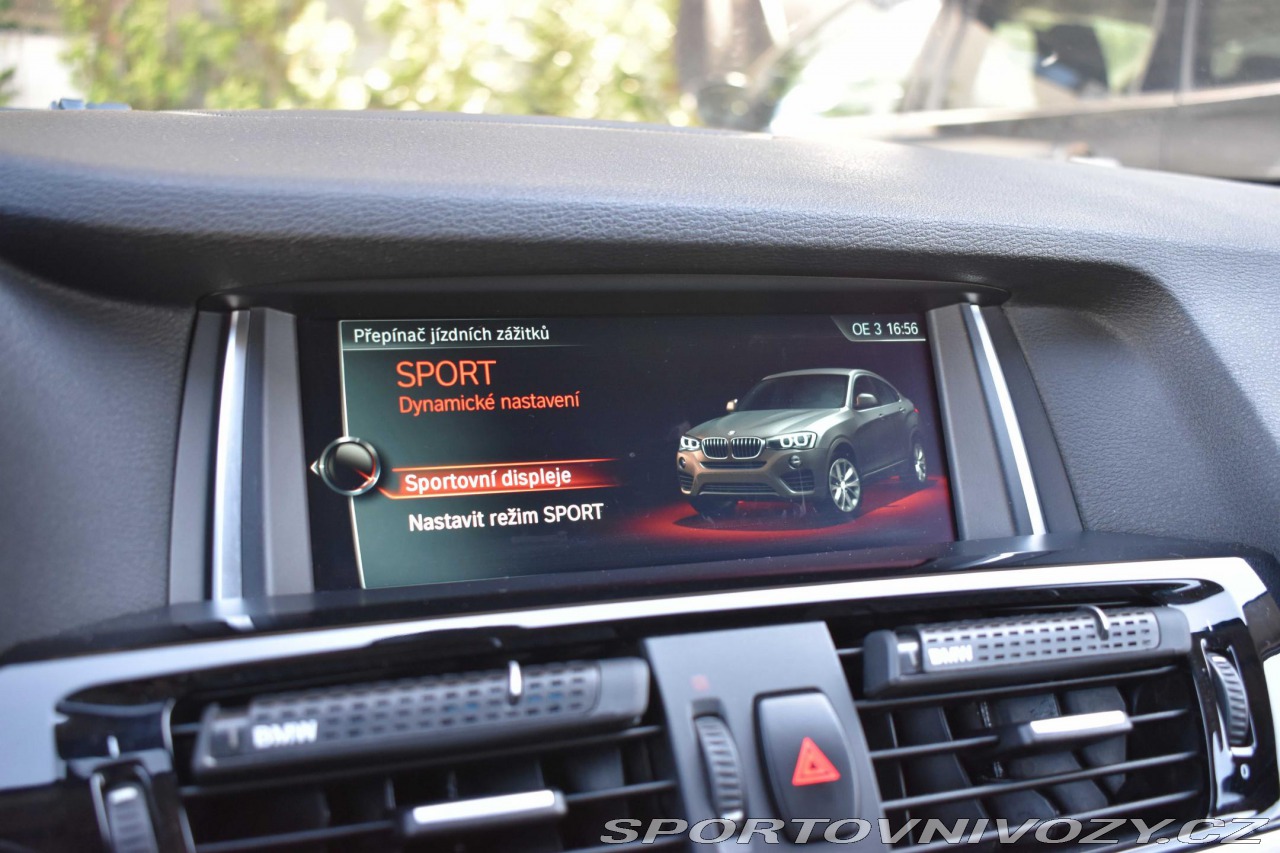 Přepínač jízdních zážitků
OE 3 16:56
SPORT
Dynamické nastavení
Sportovní displeje
Nastavit režim SPORT
BMW
BMW
0
SPORTOVNIVOZY.CZ